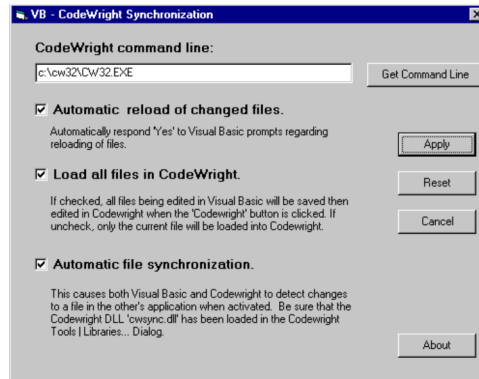 VB - CodeWright Synchronization
CodeWright command line:
c:\cw32\CW32.EXE
Get Command Line
Automatic reload of changed files.
Automatically respond 'Yes' to Visual Basic prompts regarding
reloading of files.
Apply
Load all files in CodeWright.
Reset
If checked, all files being edited in Visual Basic will be saved then
edited in Codewright when the 'Codewright' button is clicked. If
uncheck, only the current file will be loaded into Codewright.
Cancel
Automatic file synchronization.
This causes both Visual Basic and Codewright to detect changes
to a file in the other's application when activated. Be sure that the
Codewright DLL 'cwsync.dll' has been loaded in the Codewright
Tools | Libraries... Dialog.
About